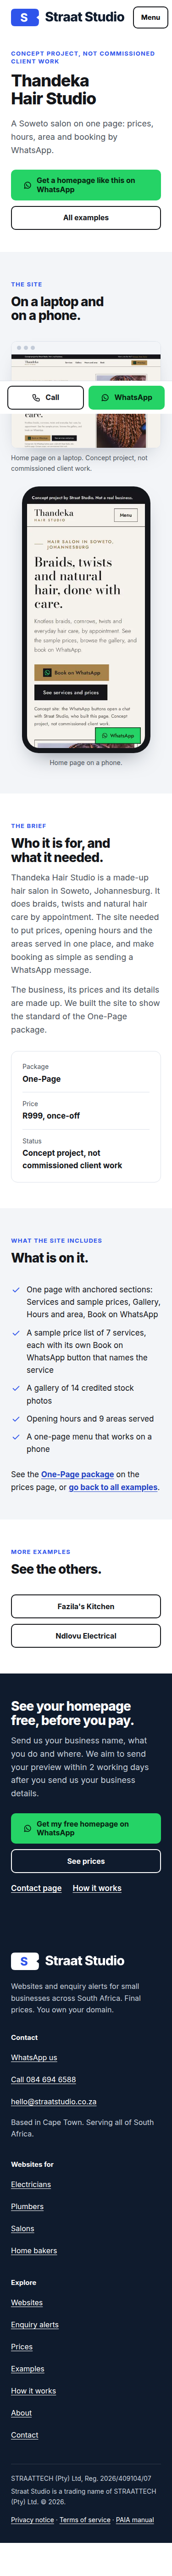 S Straat Studio
Menu
CONCEPT PROJECT, NOT COMMISSIONED
CLIENT WORK
Thandeka
Hair Studio
A Soweto salon on one page: prices,
hours, area and booking by
WhatsApp.
Get a homepage like this on
WhatsApp
All examples
THE SITE
On a laptop and
on a phone.
Call
WhatsApp
care.
Home page on a laptop. Concept project, not
commissioned client work.
Concept project by Straat Studio. Not a real business.
Thandeka
HAIR STUDIO
Menu
HAIR SALON IN SOWETO,
JOHANNESBURG
Braids, twists
and natural
hair, done with
care.
Knotless braids, cornrows, twists and
everyday hair care, by appointment. See
the sample prices, browse the gallery, and
book on WhatsApp.
Book on WhatsApp
See services and prices
Concept site: the WhatsApp buttons open a chat
with Straat Studio, who built this page. Concept
project, not commissioned client work.
WhatsApp
Home page on a phone.
THE BRIEF
Who it is for, and
what it needed.
Thandeka Hair Studio is a made-up
hair salon in Soweto, Johannesburg. It
does braids, twists and natural hair
care by appointment. The site needed
to put prices, opening hours and the
areas served in one place, and make
booking as simple as sending a
WhatsApp message.
The business, its prices and its details
are made up. We built the site to show
the standard of the One-Page
package.
Package
One-Page
Price
R999, once-off
Status
Concept project, not
commissioned client work
WHAT THE SITE INCLUDES
What is on it.
One page with anchored sections:
Services and sample prices, Gallery,
Hours and area, Book on WhatsApp
A sample price list of 7 services,
each with its own Book on
WhatsApp button that names the
service
A gallery of 14 credited stock
photos
Opening hours and 9 areas served
A one-page menu that works on a
phone
See the One-Page package on the
prices page, or go back to all examples.
MORE EXAMPLES
See the others.
Fazila's Kitchen
Ndlovu Electrical
See your homepage
free, before you pay.
Send us your business name, what
you do and where. We aim to send
your preview within 2 working days
after you send us your business
details.
Get my free homepage on
WhatsApp
See prices
Contact page How it works
S Straat Studio
Websites and enquiry alerts for small
businesses across South Africa. Final
prices. You own your domain.
Contact
WhatsApp us
Call 084 694 6588
hello@straatstudio.co.za
Based in Cape Town. Serving all of South
Africa.
Websites for
Electricians
Plumbers
Salons
Home bakers
Explore
Websites
Enquiry alerts
Prices
Examples
How it works
About
Contact
STRAATTECH (Pty) Ltd, Reg. 2026/409104/07
Straat Studio is a trading name of STRAATTECH
(Pty) Ltd. © 2026.
Privacy notice · Terms of service · PAIA manual